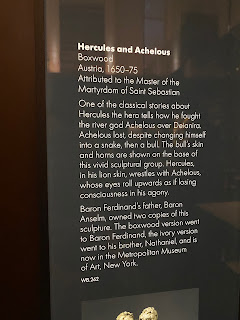 Hercules and Achelous
Boxwood
Austria, 1650–75
Attributed to the Master of the
Martyrdom of Saint Sebastian
One of the classical stories about
Hercules the hero tells how he fought
the river god Achelous over Deianira.
Achelous lost, despite changing himself
into a snake, then a bull. The bull's skin
and horns are shown on the base of
this vivid sculptural group. Hercules,
in his lion skin, wrestles with Achelous,
whose eyes roll upwards as if losing
consciousness in his agony.
Baron Ferdinand's father, Baron
Anselm, owned two copies of this
sculpture. The boxwood version went
to Baron Ferdinand, the ivory version
went to his brother, Nathaniel, and is
now in the Metropolitan Museum
of Art, New York.
WB.262